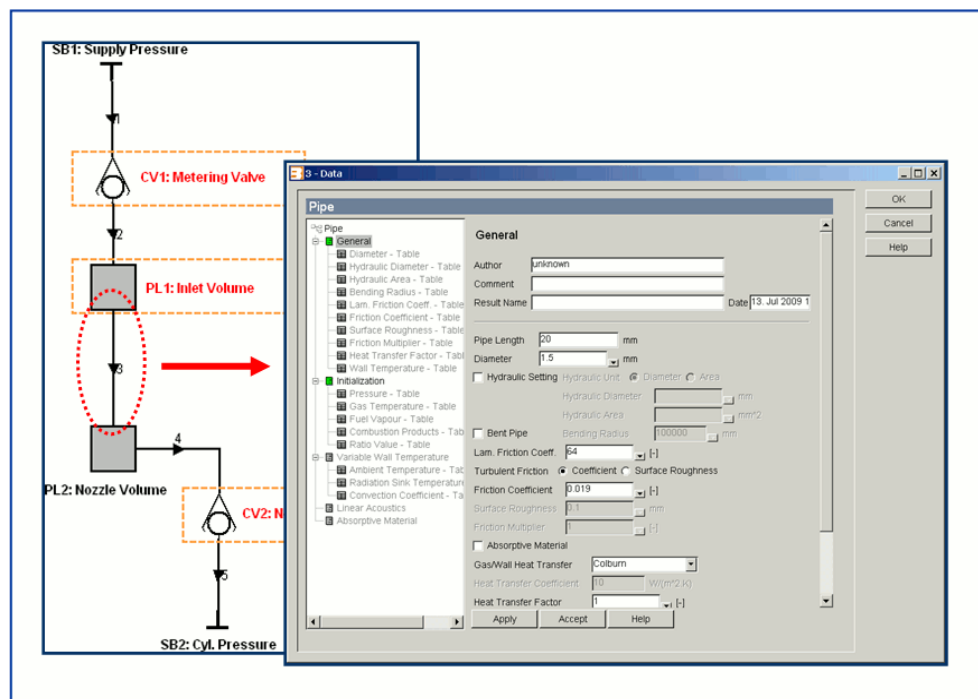 SB1: Supply Pressure
1
CV1: Metering Valve
2
PL1: Inlet Volume
3
4
PL2: Nozzle Volume
CV2: N
5
SB2: Cyl. Pressure
3 - Data
OK
Cancel
Help
Pipe
Pipe
General
Diameter - Table
Hydraulic Diameter - Table
Hydraulic Area - Table
Bending Radius - Table
Lam. Friction Coeff. - Table
Friction Coefficient - Table
Surface Roughness - Table
Friction Multiplier - Table
Heat Transfer Factor - Tabl
Wall Temperature - Table
Initialization
Pressure - Table
Gas Temperature - Table
Fuel Vapour - Table
Combustion Products - Table
Ratio Value - Table
Variable Wall Temperature
Ambient Temperature - Tab
Radiation Sink Temperature
Convection Coefficient - Ta
Linear Acoustics
Absorptive Material
General
Author unknown
Comment
Result Name Date 13. Jul 2009 1
Pipe Length 20 mm
Diameter 1.5 mm
Hydraulic Setting Hydraulic Unit Diameter Area
Hydraulic Diameter mm
Hydraulic Area mm^2
Bent Pipe Bending Radius 100000 mm
Lam. Friction Coeff. 64 [-]
Turbulent Friction Coefficient Surface Roughness
Friction Coefficient 0.019 [-]
Surface Roughness 0.1 mm
Friction Multiplier 1 [-]
Absorptive Material
Gas/Wall Heat Transfer Colburn
Heat Transfer Coefficient 10 W/(m^2.K)
Heat Transfer Factor 1 [-]
Apply Accept Help